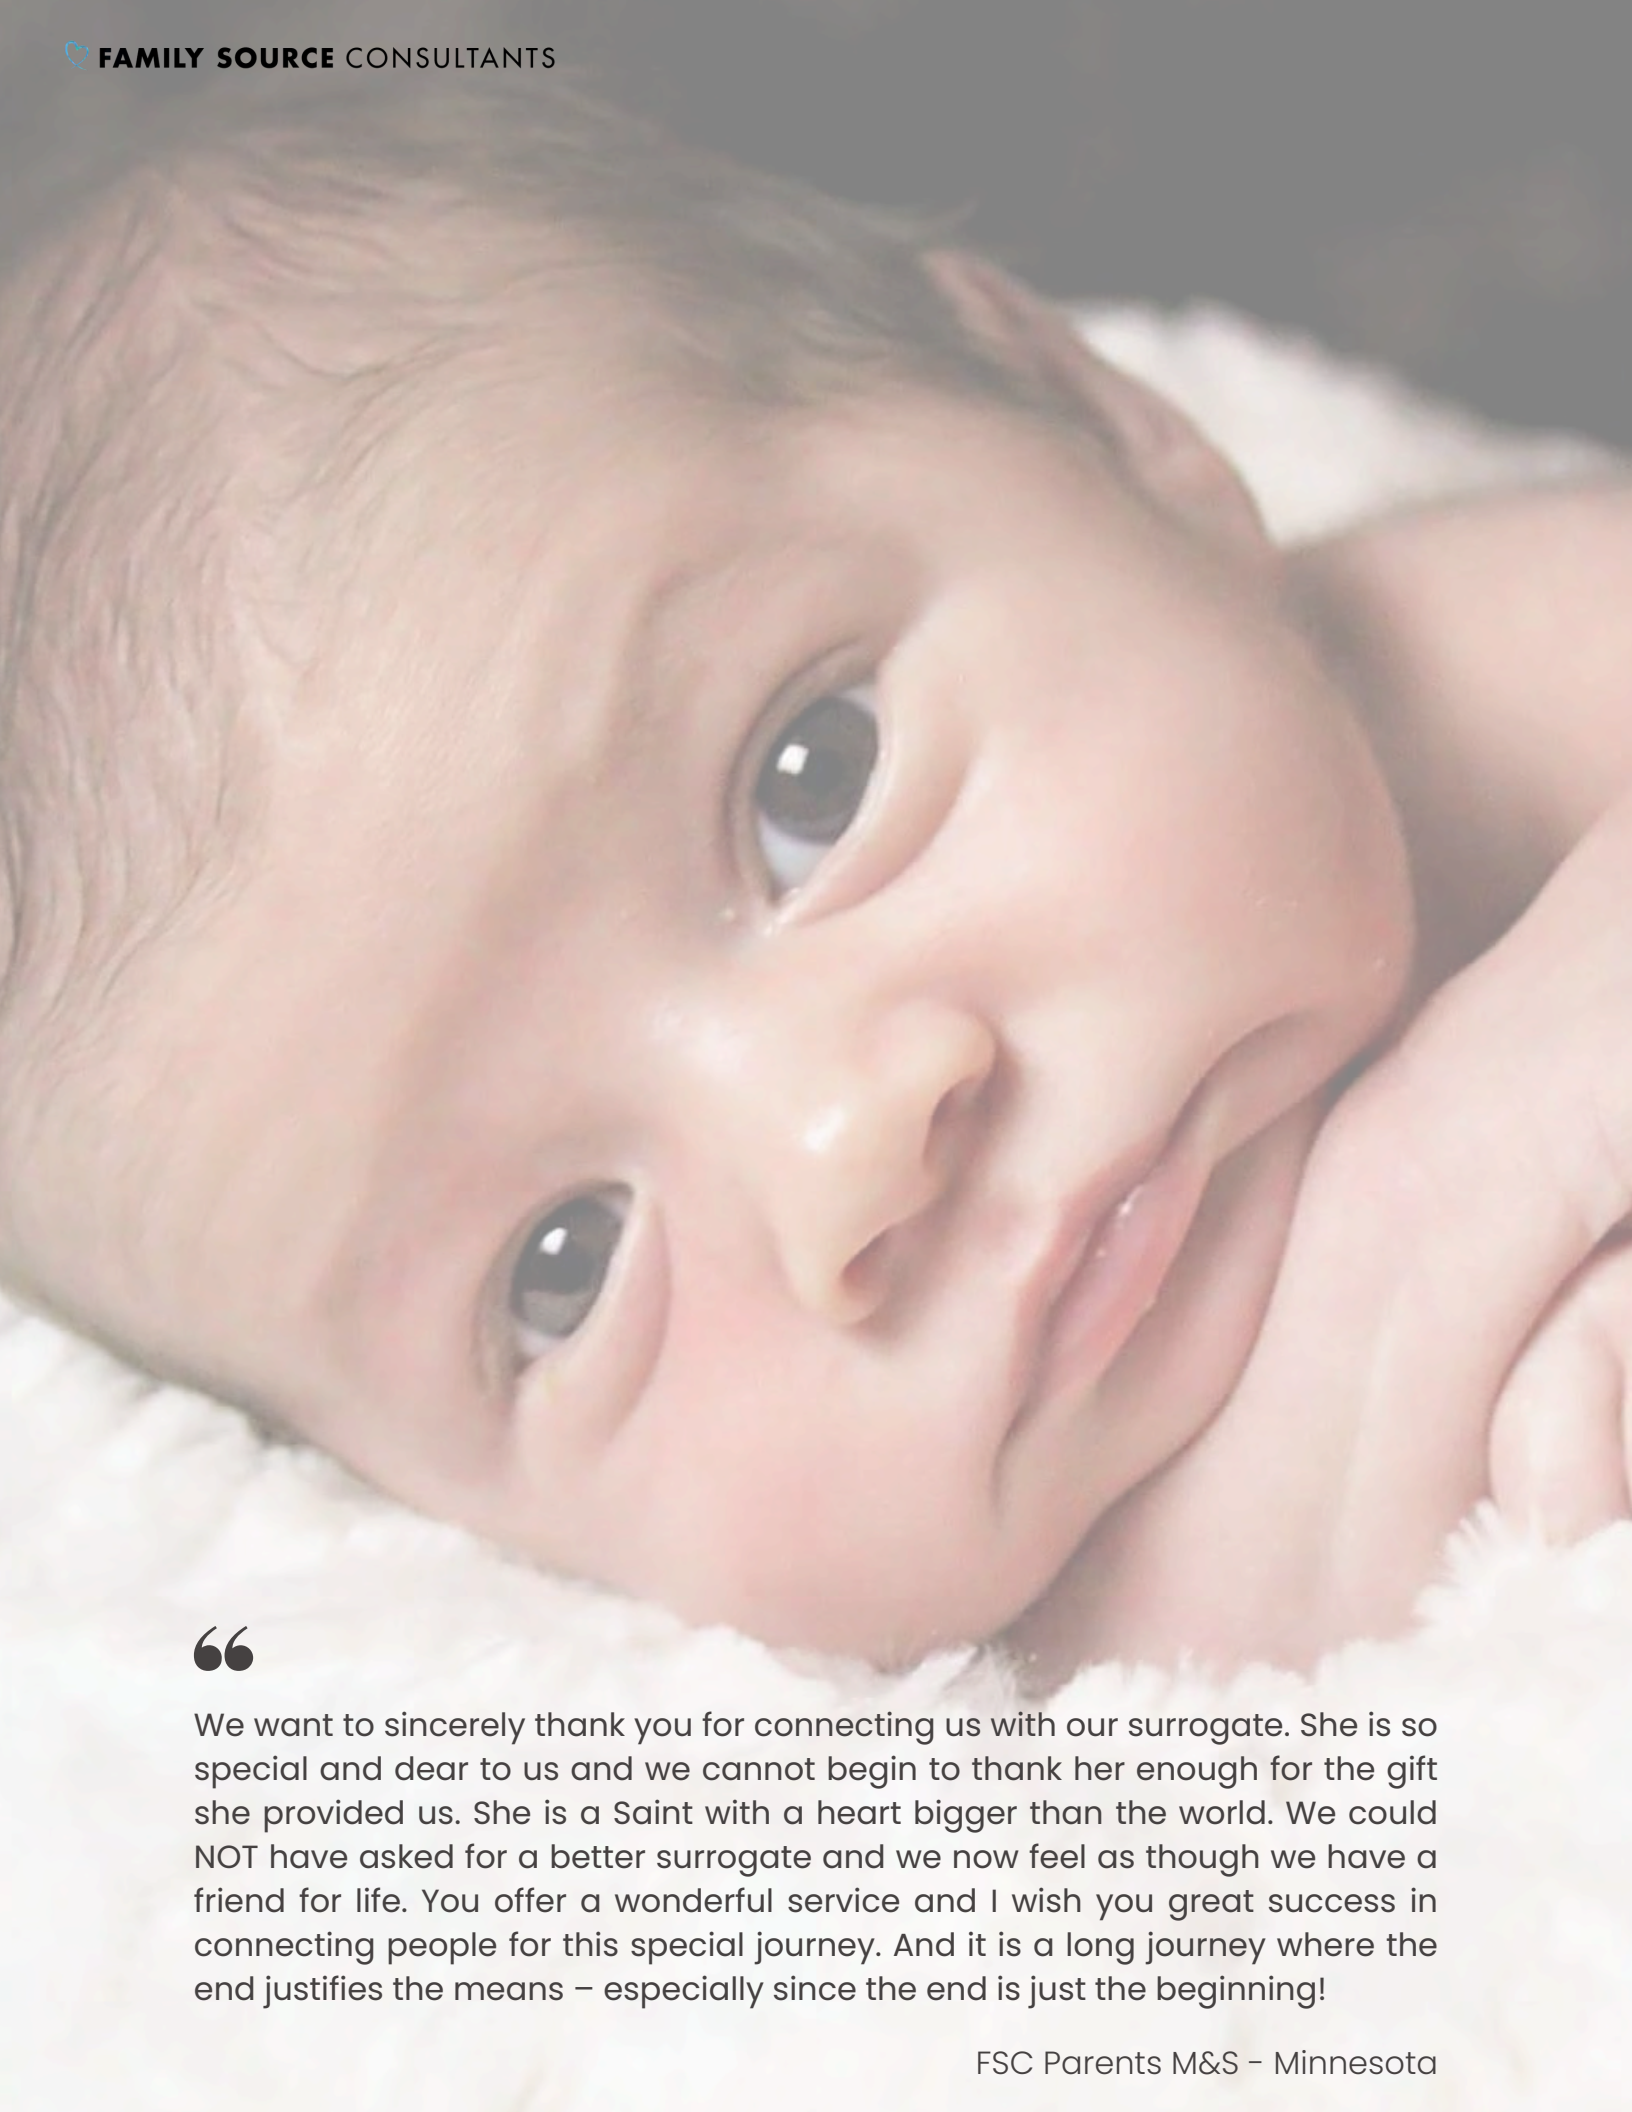 FAMILY SOURCE CONSULTANTS
“
We want to sincerely thank you for connecting us with our surrogate. She is so
special and dear to us and we cannot begin to thank her enough for the gift
she provided us. She is a Saint with a heart bigger than the world. We could
NOT have asked for a better surrogate and we now feel as though we have a
friend for life. You offer a wonderful service and I wish you great success in
connecting people for this special journey. And it is a long journey where the
end justifies the means – especially since the end is just the beginning!
FSC Parents M&S - Minnesota